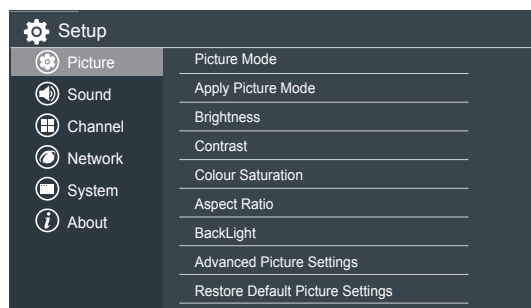 Setup
Picture
Sound
Channel
Network
System
About
Picture Mode
Apply Picture Mode
Brightness
Contrast
Colour Saturation
Aspect Ratio
BackLight
Advanced Picture Settings
Restore Default Picture Settings